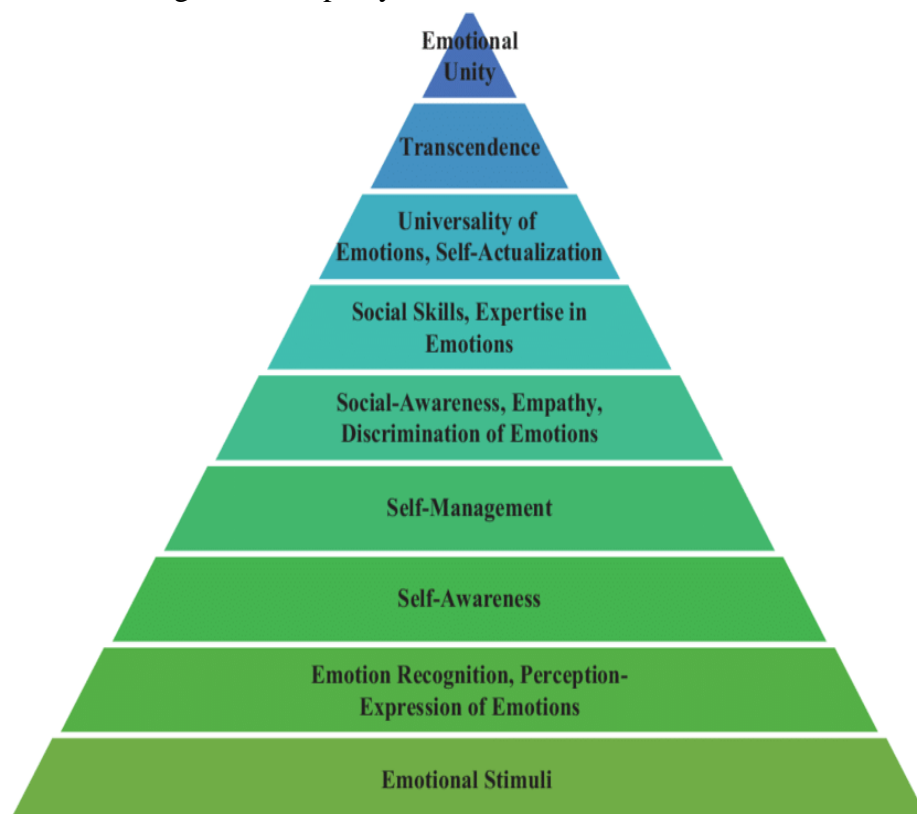 Emotional
Unity
Transcendence
Universality of
Emotions, Self-Actualization
Social Skills, Expertise in
Emotions
Social-Awareness, Empathy,
Discrimination of Emotions
Self-Management
Self-Awareness
Emotion Recognition, Perception-
Expression of Emotions
Emotional Stimuli